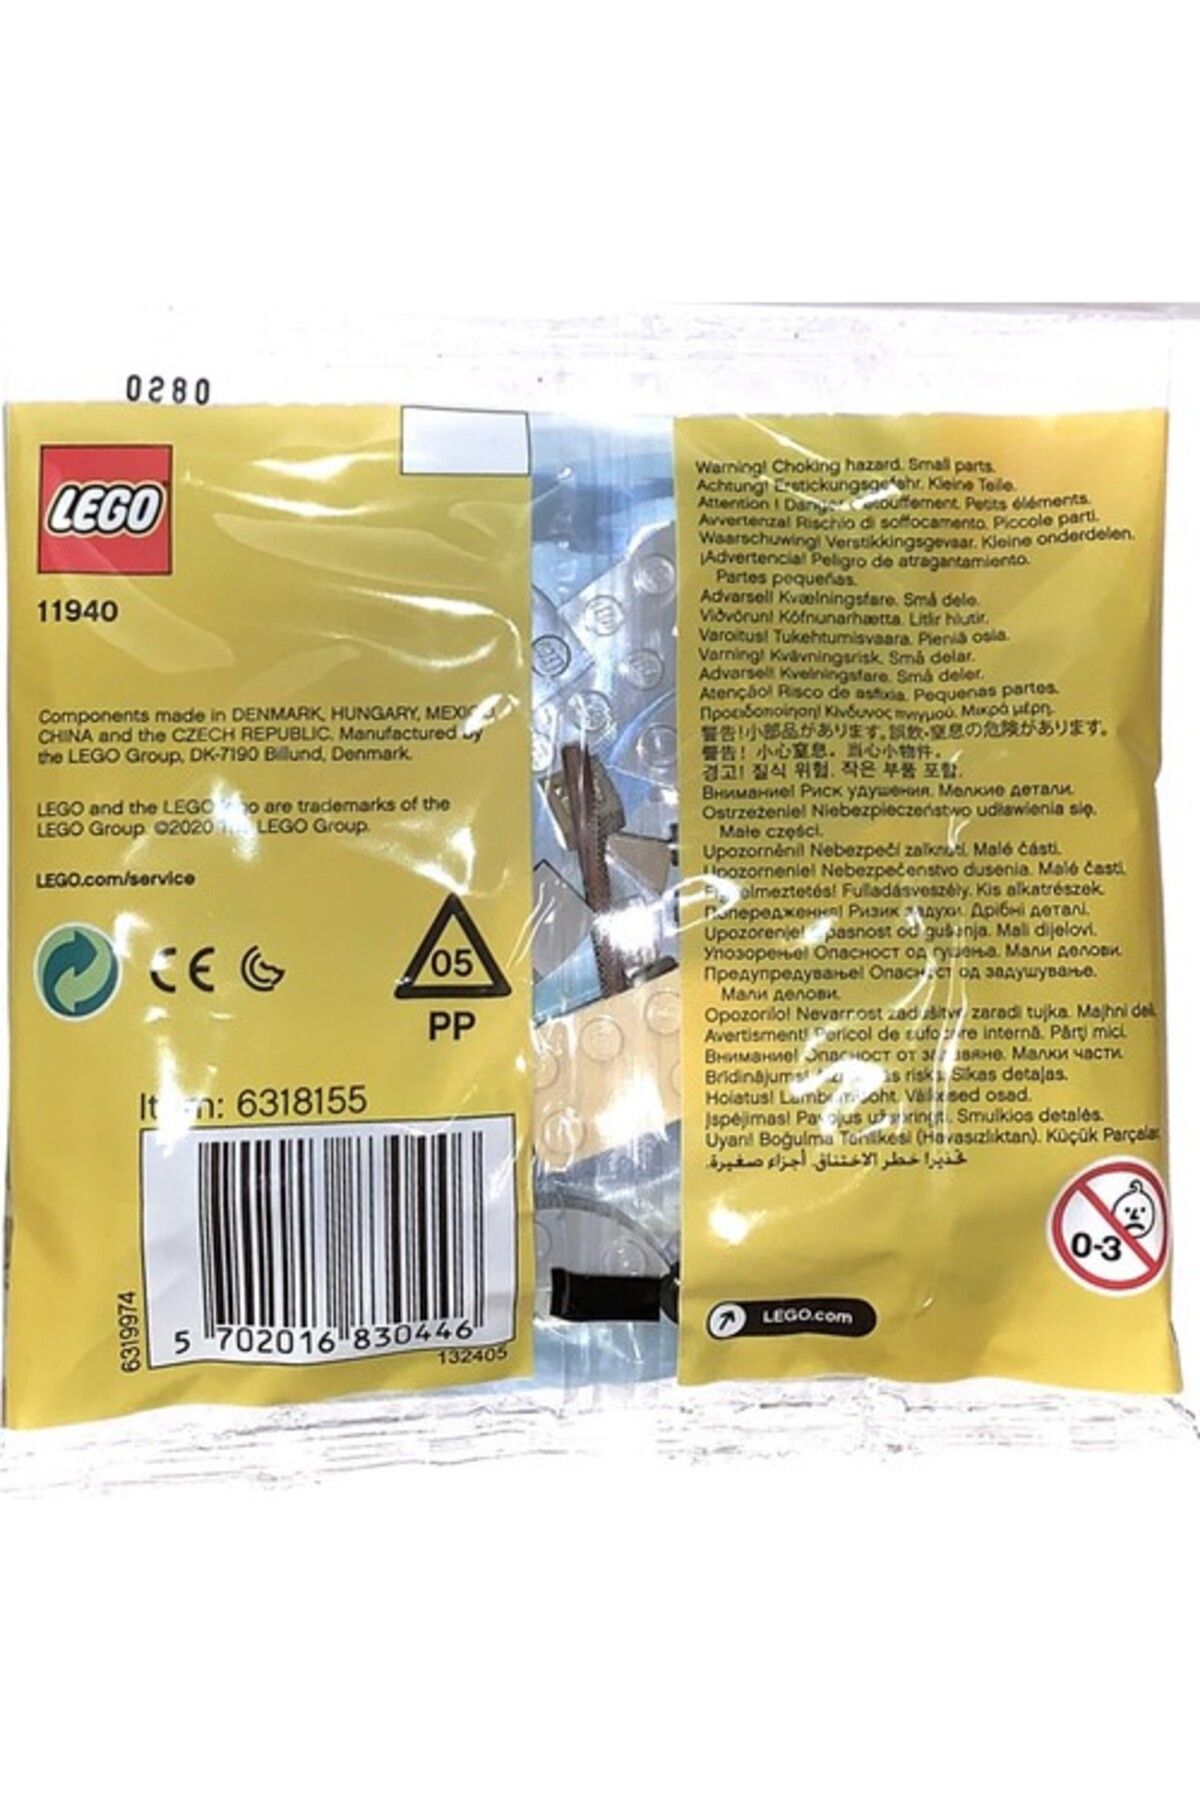 0280
LEGO
11940
Components made in DENMARK, HUNGARY, MEXICO,
CHINA and the CZECH REPUBLIC. Manufactured by
the LEGO Group, DK-7190 Billund, Denmark.
LEGO and the LEGO logo are trademarks of the
LEGO Group. ©2020 The LEGO Group.
LEGO.com/service
CE
05
PP
Item: 6318155
5 702016 830446
132405
6319974
Warning! Choking hazard. Small parts.
Achtung! Erstickungsgefahr. Kleine Teile.
Attention ! Danger d'étouffement. Petits éléments.
Avvertenza! Rischio di soffocamento. Piccole parti.
Waarschuwing! Verstikkingsgevaar. Kleine onderdelen.
¡Advertencia! Peligro de atragantamiento.
Partes pequeñas.
Advarsel! Kvælningsfare. Små dele.
Viðvörun! Köfnunarhætta. Litlir hlutir.
Varoitus! Tukehtumisvaara. Pieniä osia.
Varning! Kvävningsrisk. Små delar.
Advarsel! Kvelningsfare. Små deler.
Atenção! Risco de asfixia. Pequenas partes.
Προειδοποίηση! Κίνδυνος πνιγμού. Μικρά μέρη.
警告!小部品があります。誤飲・窒息の危険があります。
警告! 小心窒息。当心小物件。
경고! 질식 위험. 작은 부품 포함.
Внимание! Риск удушения. Мелкие детали.
Ostrzeżenie! Niebezpieczeństwo udławienia się.
Małe części.
Upozornění! Nebezpečí zalknutí. Malé části.
Upozornenie! Nebezpečenstvo dusenia. Malé časti.
Figyelmeztetés! Fulladásveszély. Kis alkatrészek.
Попередження! Ризик задухи. Дрібні деталі.
Upozorenje! Opasnost od gušenja. Mali dijelovi.
Упозорење! Опасност од гушења. Мали делови.
Предупредување! Опасност од задушување.
Мали делови.
Opozorilo! Nevarnost zadušitve zaradi tujka. Majhni deli.
Avertisment! Pericol de sufocare internă. Părţi mici.
Внимание! Опасност от задавяне. Малки части.
Brīdinājums! Aizrīšanās risks. Sīkas detaļas.
Hoiatus! Lämbumisoht. Väikesed osad.
Įspėjimas! Pavojus užspringti. Smulkios detalės.
Uyarı! Boğulma Tehlikesi (Havasızlıktan). Küçük Parçalar.
تحذير! خطر الاختناق. أجزاء صغيرة.
0-3
LEGO.com